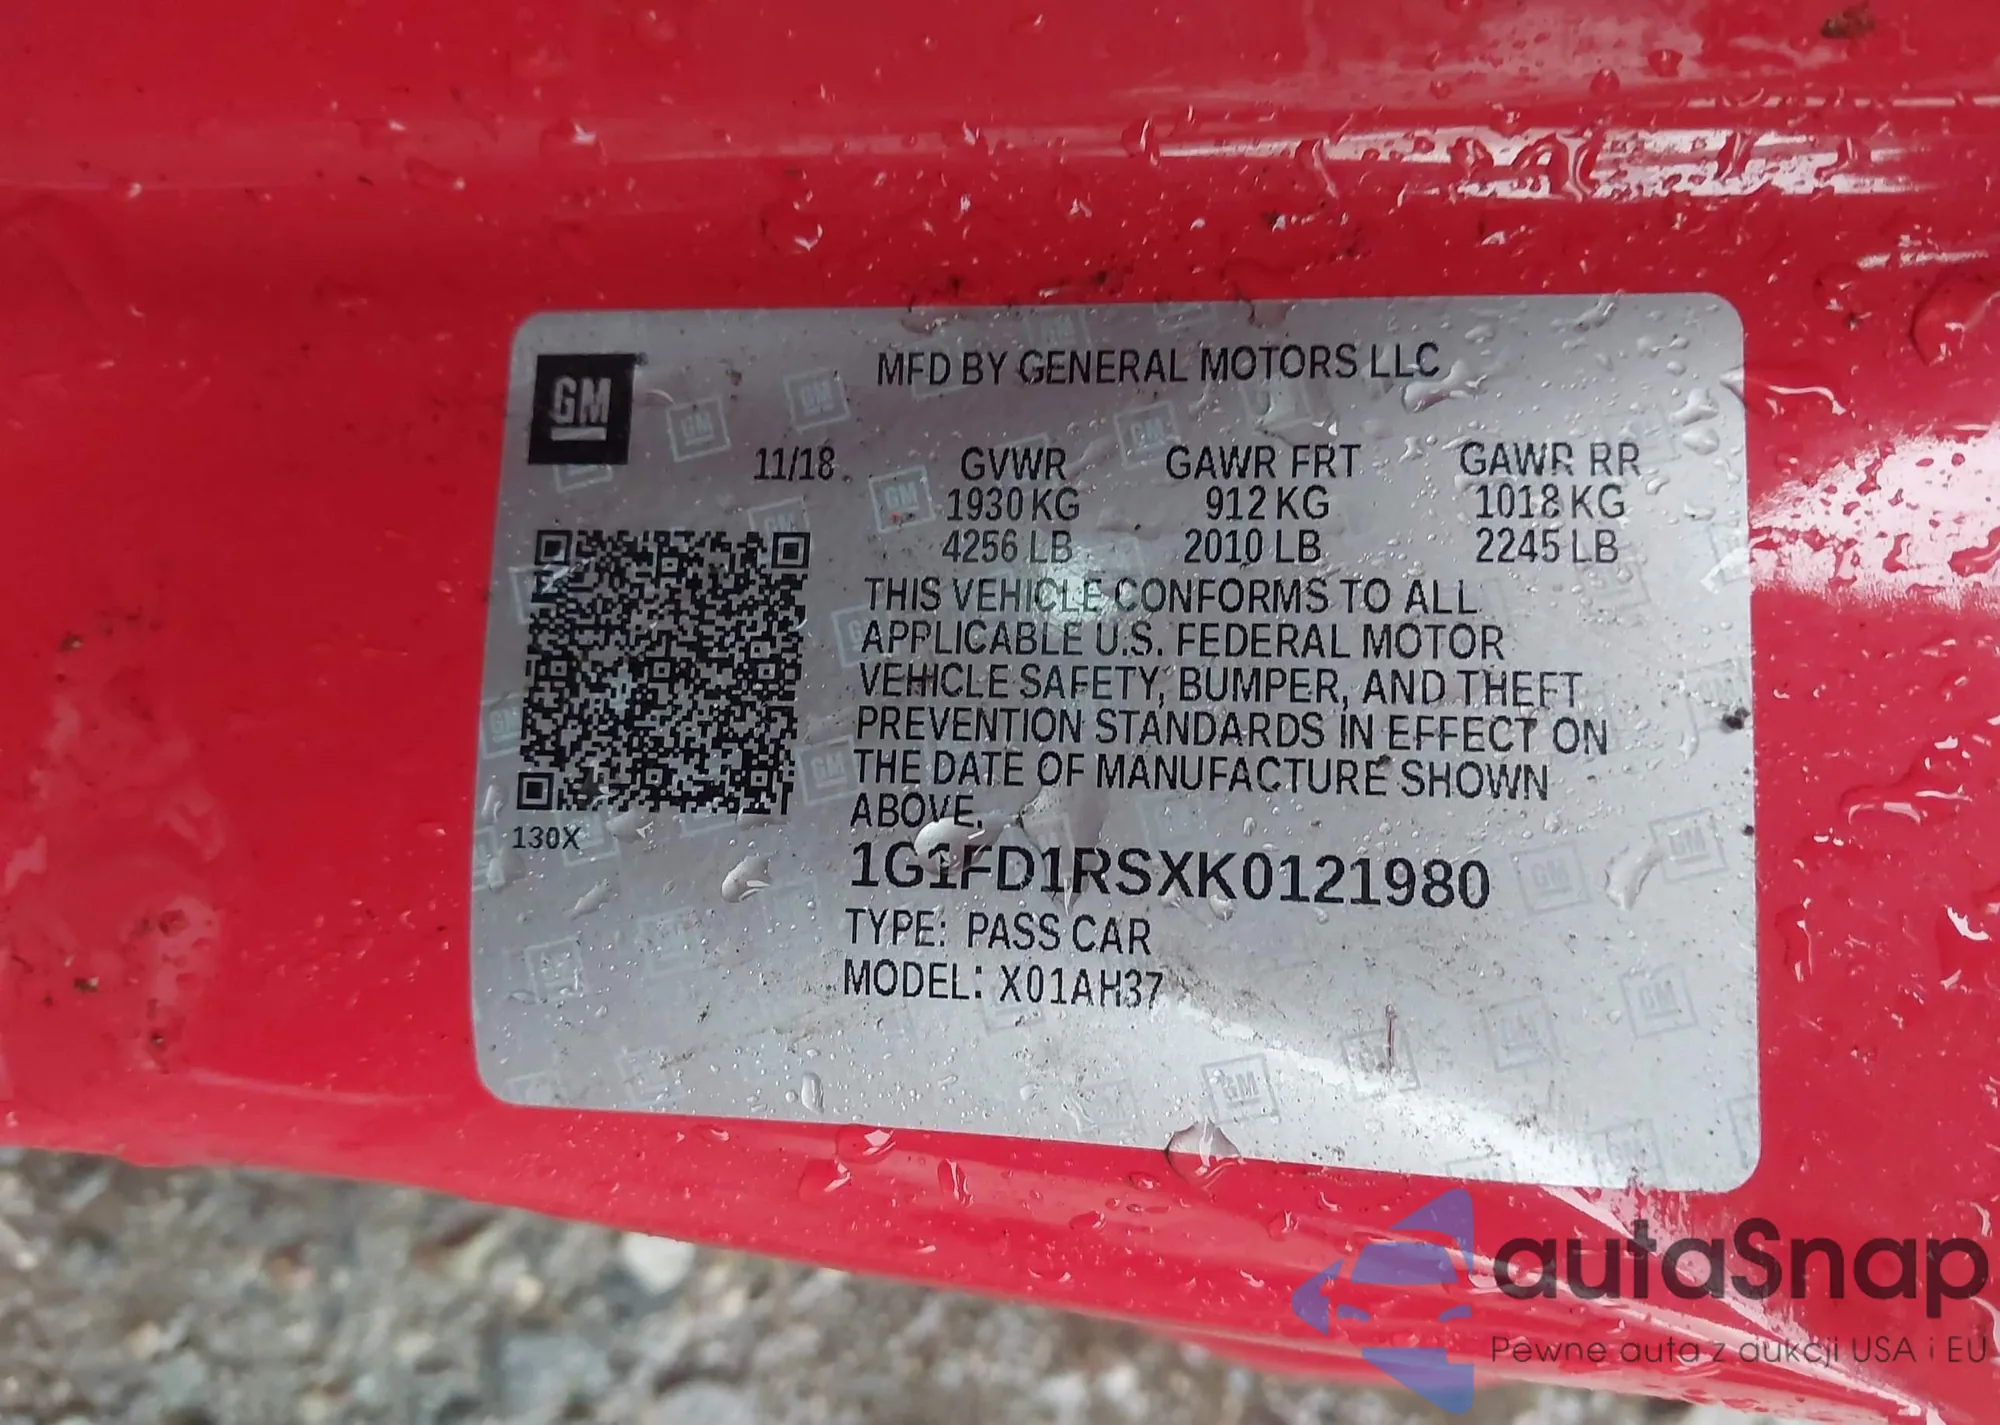 GM
MFD BY GENERAL MOTORS LLC
11/18 GVWR GAWR FRT GAWR RR
1930 KG 912 KG 1018 KG
4256 LB 2010 LB 2245 LB
THIS VEHICLE CONFORMS TO ALL
APPLICABLE U.S. FEDERAL MOTOR
VEHICLE SAFETY, BUMPER, AND THEFT
PREVENTION STANDARDS IN EFFECT ON
THE DATE OF MANUFACTURE SHOWN
ABOVE.
130X
1G1FD1RSXK0121980
TYPE: PASS CAR
MODEL: X01AH37
autaSnap
Pewne auta z aukcji USA i EU